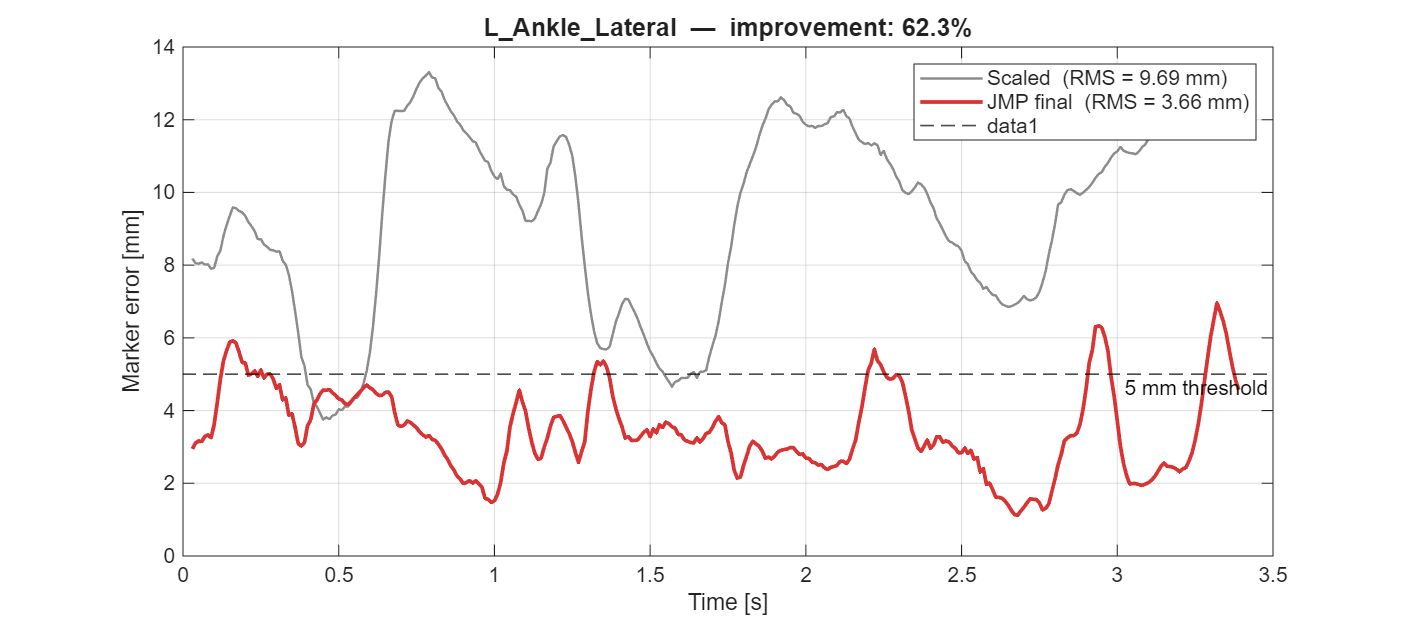 L_Ankle_Lateral — improvement: 62.3%
14
12
10
8
6
4
2
0
Marker error [mm]
Scaled (RMS = 9.69 mm)
JMP final (RMS = 3.66 mm)
data1
5 mm threshold
0 0.5 1 1.5 2 2.5 3 3.5
Time [s]